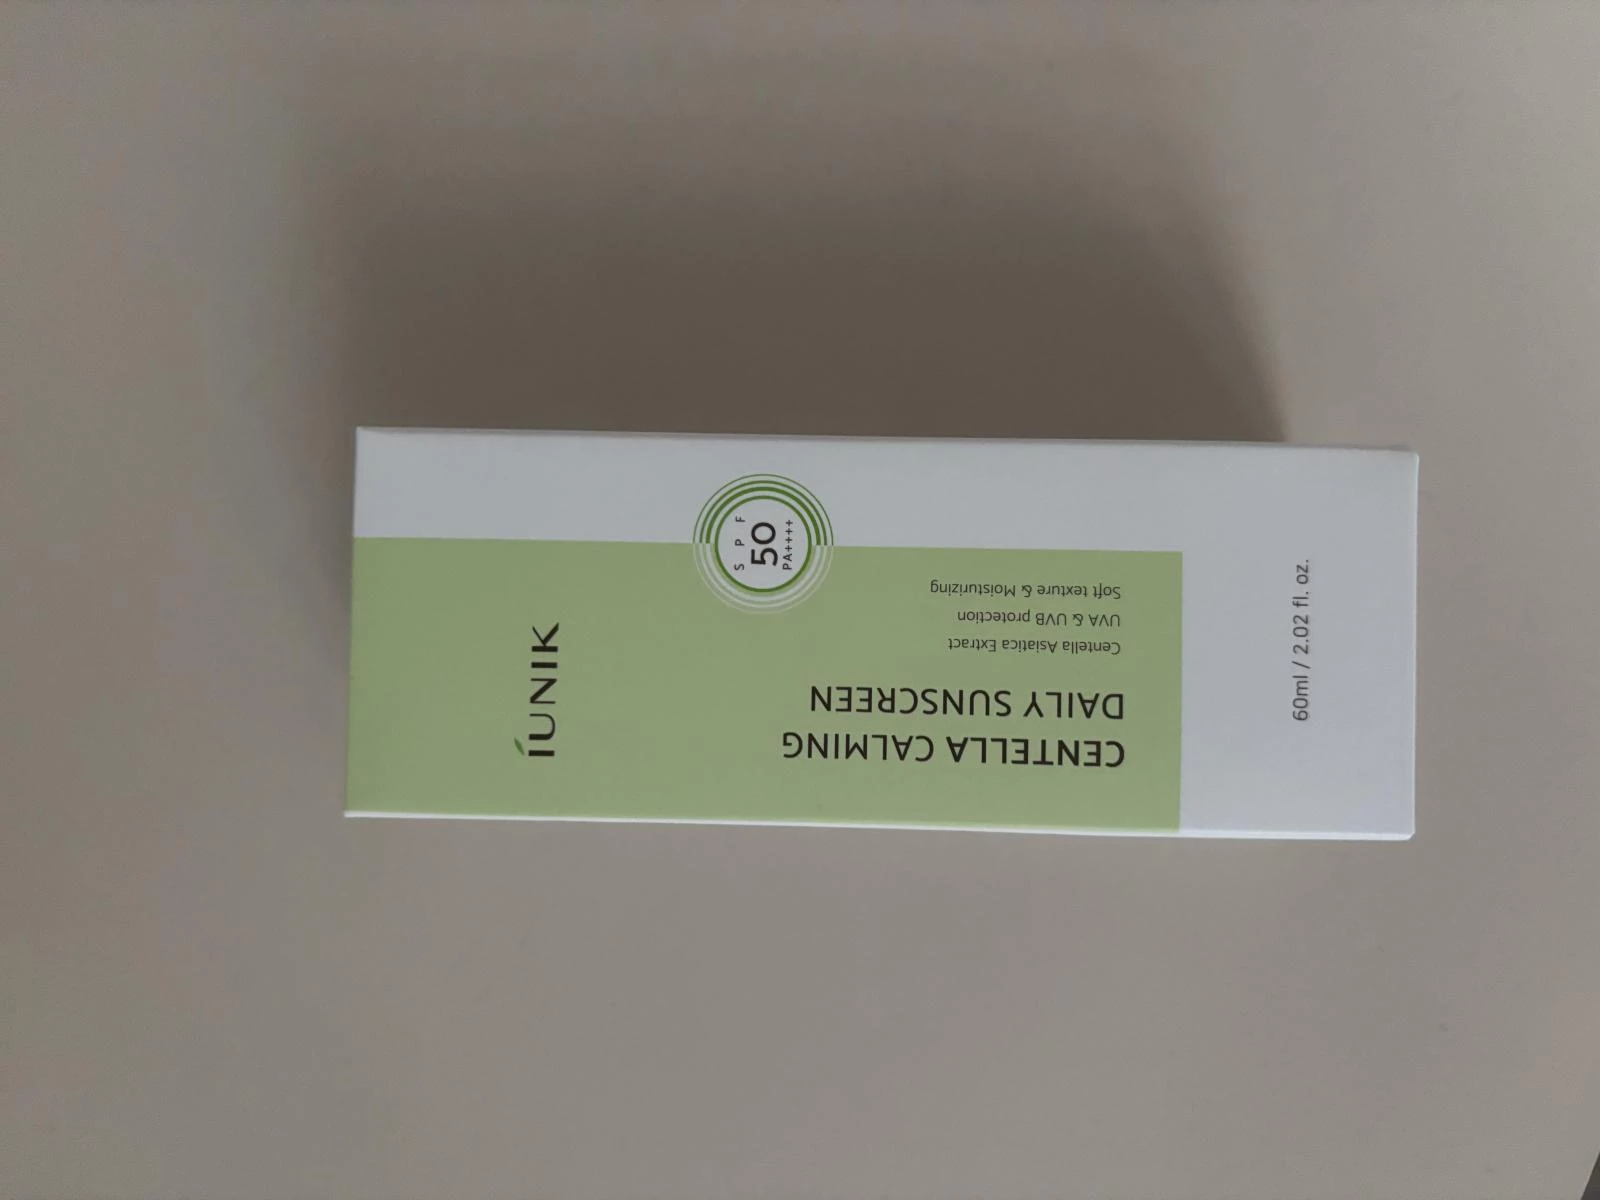 IUNIK
SPF
50
PA++++
CENTELLA CALMING
DAILY SUNSCREEN
Centella Asiatica Extract
UVA & UVB protection
Soft texture & Moisturizing
60ml / 2.02 fl. oz.